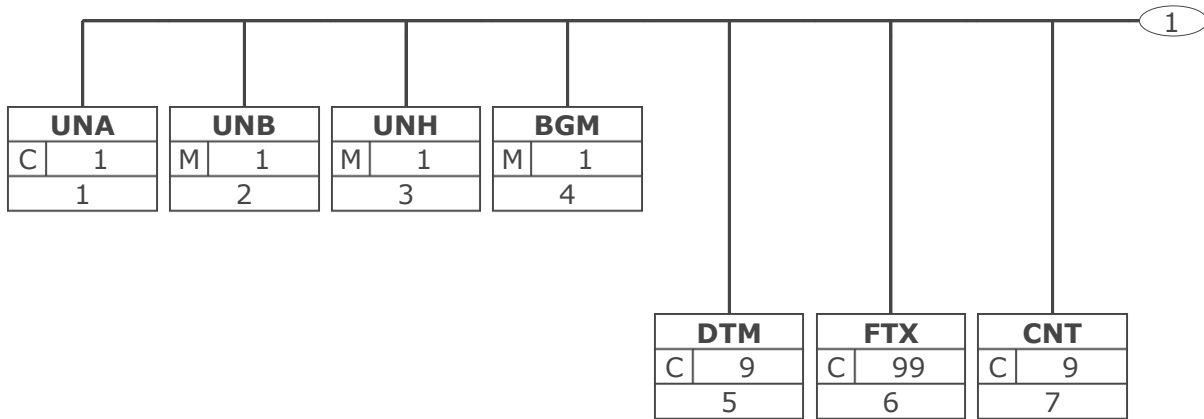 1
UNA UNB UNH BGM
C 1 M 1 M 1 M 1
1 2 3 4
DTM FTX CNT
C 9 C 99 C 9
5 6 7